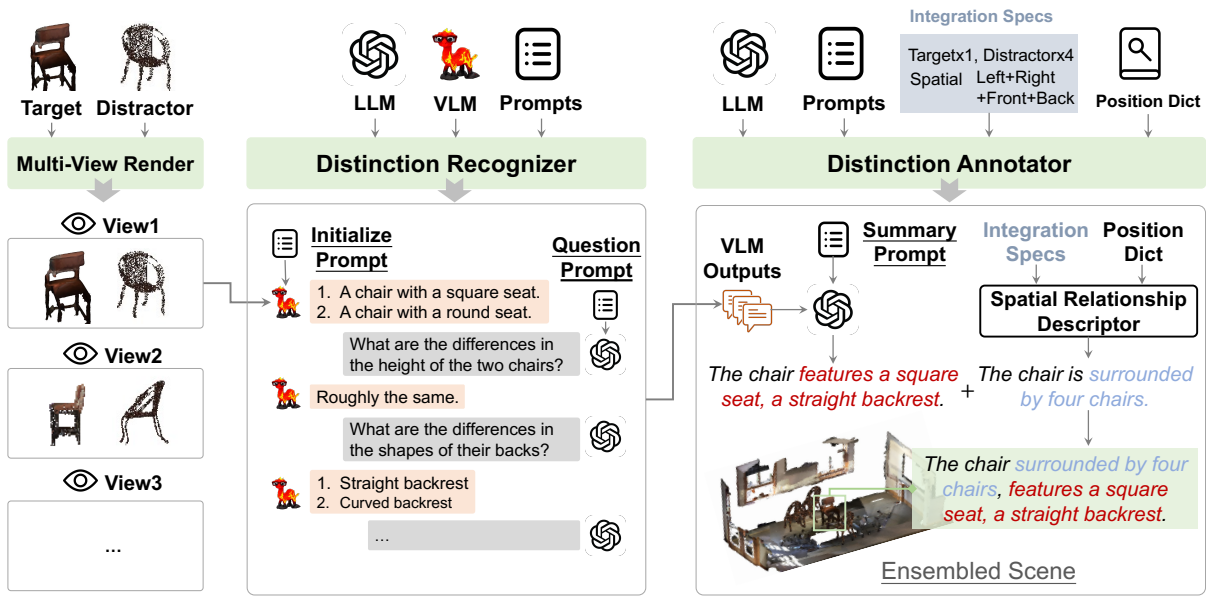 Target
Distractor
Multi-View Render
View1
View2
View3
...
LLM
VLM
Prompts
Distinction Recognizer
Initialize
Prompt
Question
Prompt
1. A chair with a square seat.
2. A chair with a round seat.
What are the differences in
the height of the two chairs?
Roughly the same.
What are the differences in
the shapes of their backs?
1. Straight backrest
2. Curved backrest
...
LLM
Prompts
Integration Specs
Targetx1, Distractorx4
Spatial Left+Right
+Front+Back
Position Dict
Distinction Annotator
VLM
Outputs
Summary
Prompt
Integration
Specs
Position
Dict
Spatial Relationship
Descriptor
The chair features a square
seat, a straight backrest.
+
The chair is surrounded
by four chairs.
The chair surrounded by four
chairs, features a square
seat, a straight backrest.
Ensembled Scene